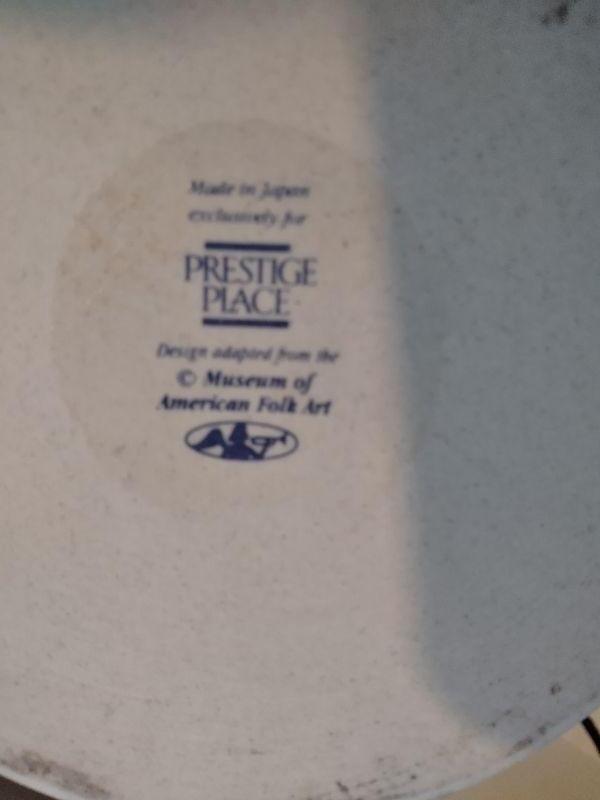 Made in Japan
exclusively for
PRESTIGE
PLACE
Design adapted from the
© Museum of
American Folk Art